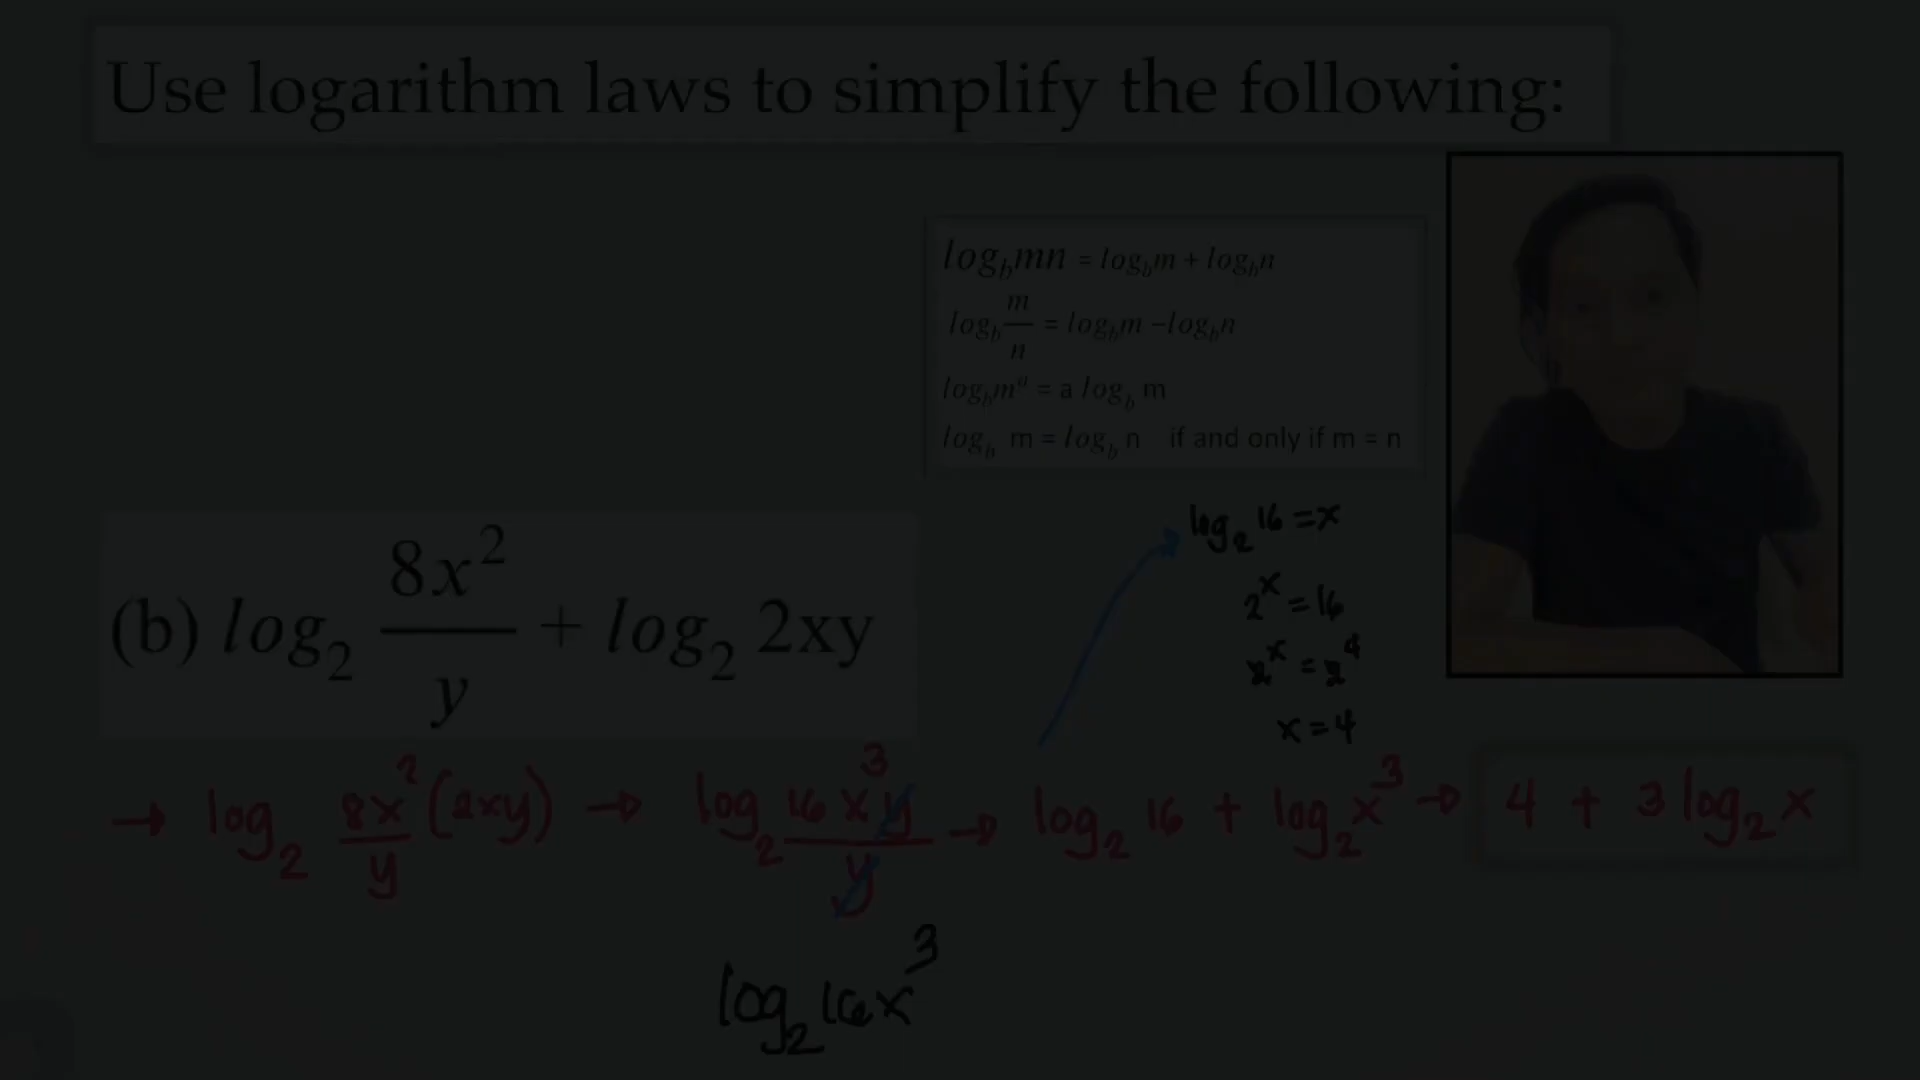 Use logarithm laws to simplify the following:
log_b mn = log_b m + log_b n
log_b m/n = log_b m – log_b n
log_b m^a = a log_b m
log_b m = log_b n if and only if m = n
log_2 16 = x
2^x = 16
2^x = 2^4
x = 4
(b) log_2 8x^2/y + log_2 2xy
→ log_2 8x^2/y (2xy) → log_2 16x^3y/y → log_2 16 + log_2 x^3 → 4 + 3 log_2 x
log_2 16x^3